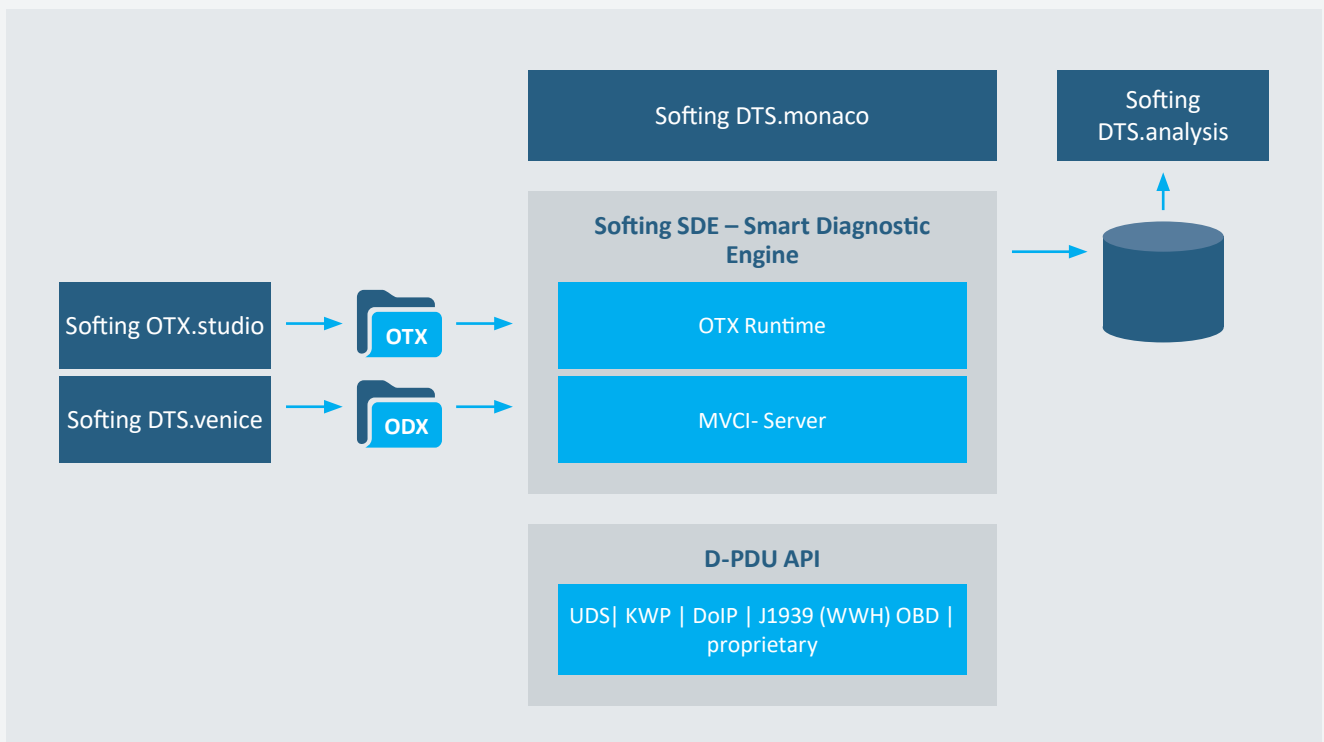 Softing DTS.monaco
Softing
DTS.analysis
Softing SDE – Smart Diagnostic
Engine
Softing OTX.studio
OTX
OTX Runtime
Softing DTS.venice
ODX
MVCI- Server
D-PDU API
UDS| KWP | DoIP | J1939 (WWH) OBD |
proprietary